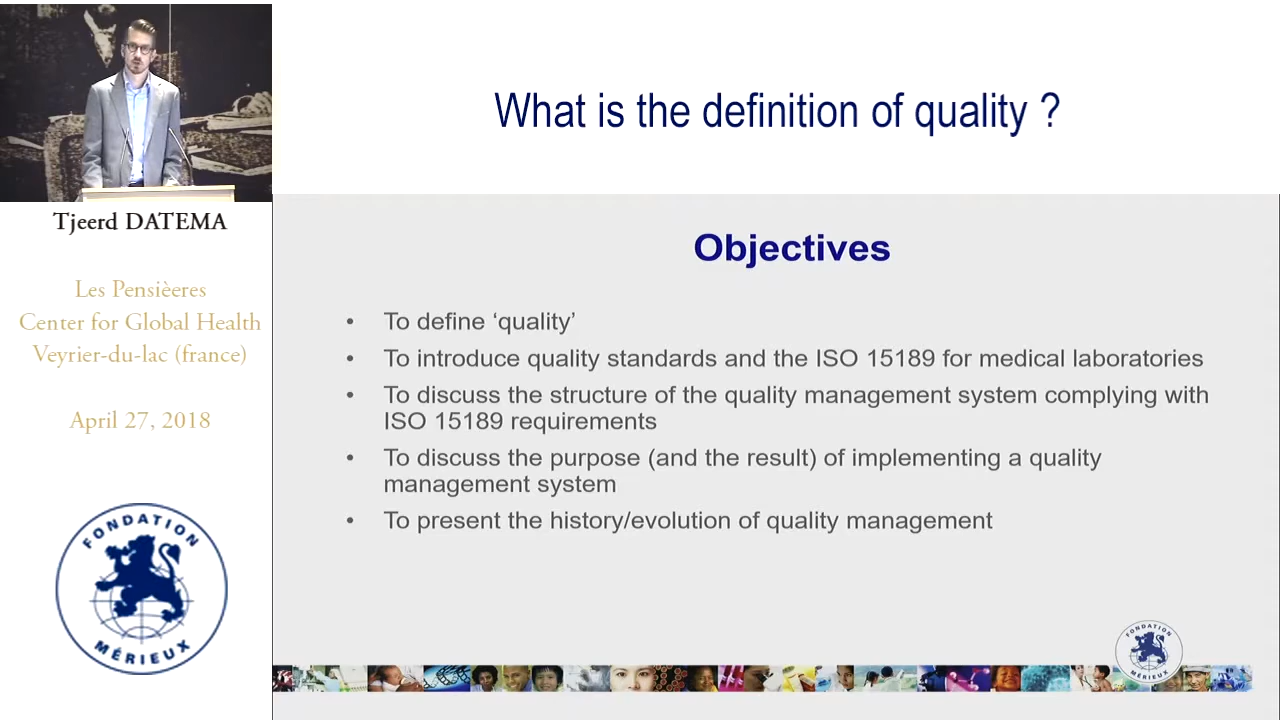 What is the definition of quality ?
Tjeerd DATEMA
Les Pensièeres
Center for Global Health
Veyrier-du-lac (france)
April 27, 2018
FONDATION
MÉRIEUX
Objectives
• To define ‘quality’
• To introduce quality standards and the ISO 15189 for medical laboratories
• To discuss the structure of the quality management system complying with
ISO 15189 requirements
• To discuss the purpose (and the result) of implementing a quality
management system
• To present the history/evolution of quality management
FONDATION
MÉRIEUX